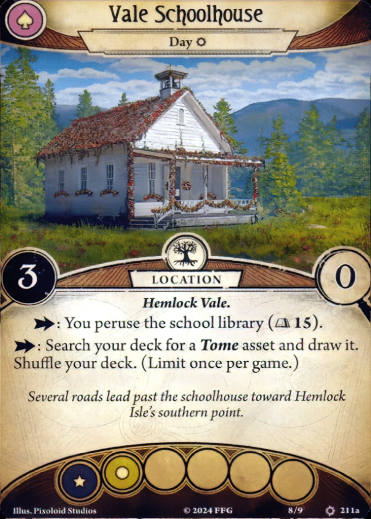 Vale Schoolhouse
Day
3
LOCATION
0
Hemlock Vale.
: You peruse the school library ( 15).
: Search your deck for a Tome asset and draw it.
Shuffle your deck. (Limit once per game.)
Several roads lead past the schoolhouse toward Hemlock
Isle's southern point.
Illus. Pixoloid Studios
© 2024 FFG
8/9
211a